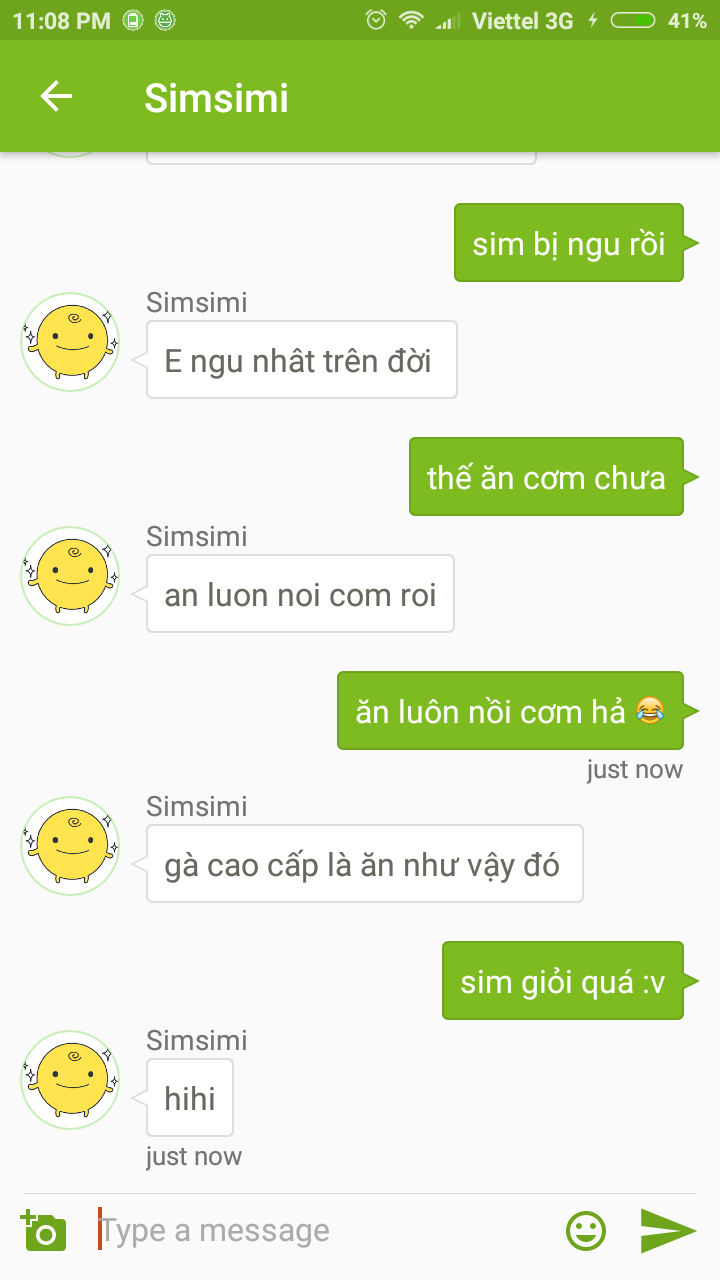 11:08 PM Viettel 3G 41%
Simsimi
sim bị ngu rồi
Simsimi
E ngu nhât trên đời
thế ăn cơm chưa
Simsimi
an luon noi com roi
ăn luôn nồi cơm hả 😂
just now
Simsimi
gà cao cấp là ăn như vậy đó
sim giỏi quá :v
Simsimi
hihi
just now
Type a message